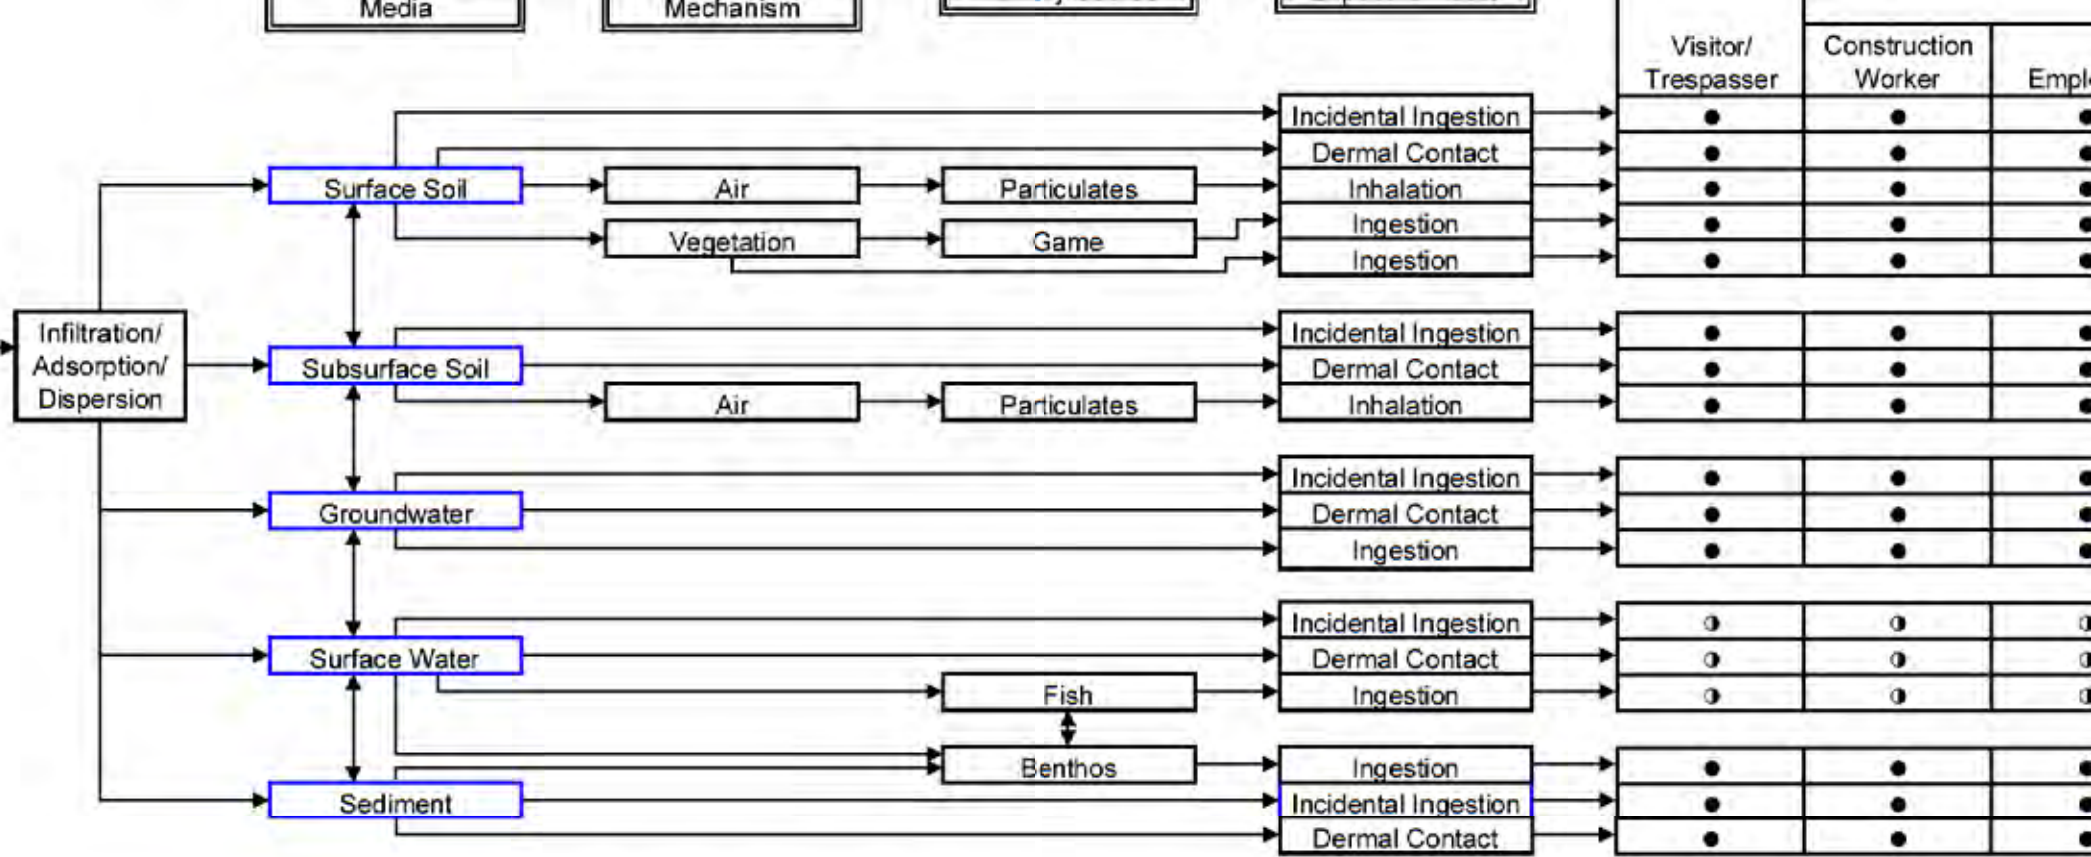 Media
Mechanism
Visitor/
Trespasser
Construction
Worker
Incidental Ingestion
Dermal Contact
Surface Soil
Air
Particulates
Inhalation
Vegetation
Game
Ingestion
Ingestion
Infiltration/
Adsorption/
Dispersion
Incidental Ingestion
Subsurface Soil
Dermal Contact
Air
Particulates
Inhalation
Incidental Ingestion
Groundwater
Dermal Contact
Ingestion
Incidental Ingestion
Surface Water
Dermal Contact
Fish
Ingestion
Benthos
Ingestion
Sediment
Incidental Ingestion
Dermal Contact